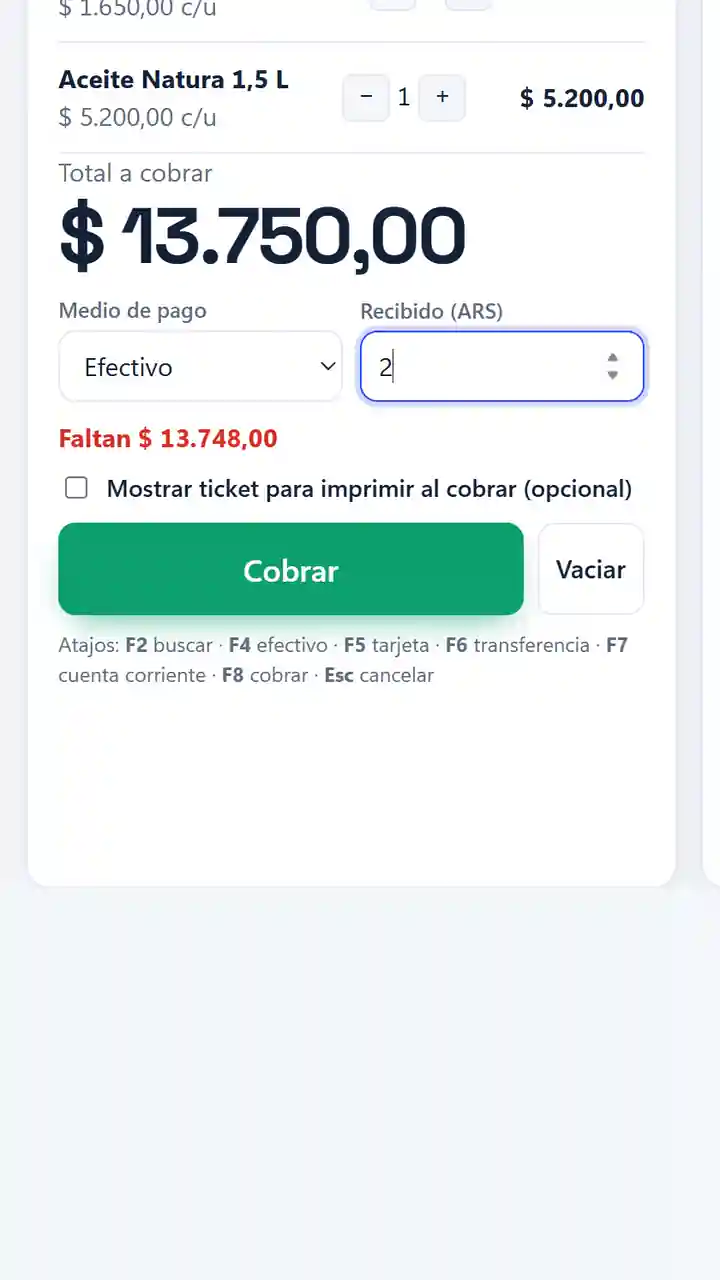 $ 1.650,00 c/u
Aceite Natura 1,5 L
$ 5.200,00 c/u
− 1 +
$ 5.200,00
Total a cobrar
$ 13.750,00
Medio de pago
Recibido (ARS)
Efectivo
2
Faltan $ 13.748,00
Mostrar ticket para imprimir al cobrar (opcional)
Cobrar
Vaciar
Atajos: F2 buscar · F4 efectivo · F5 tarjeta · F6 transferencia · F7
cuenta corriente · F8 cobrar · Esc cancelar